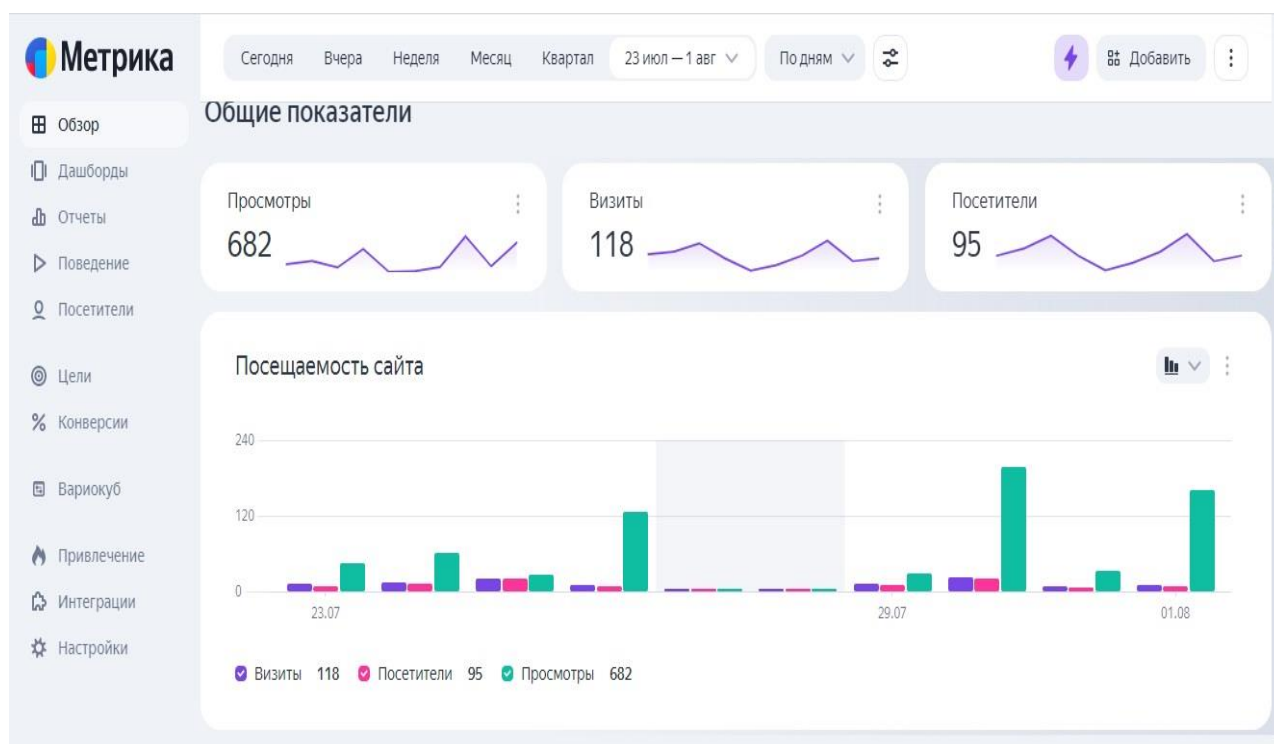 Метрика
Сегодня Вчера Неделя Месяц Квартал 23 июл — 1 авг По дням Добавить
Обзор
Дашборды
Отчеты
Поведение
Посетители
Цели
Конверсии
Вариокуб
Привлечение
Интеграции
Настройки
Общие показатели
Просмотры
682
Визиты
118
Посетители
95
Посещаемость сайта
240
120
0
23.07 29.07 01.08
Визиты 118 Посетители 95 Просмотры 682